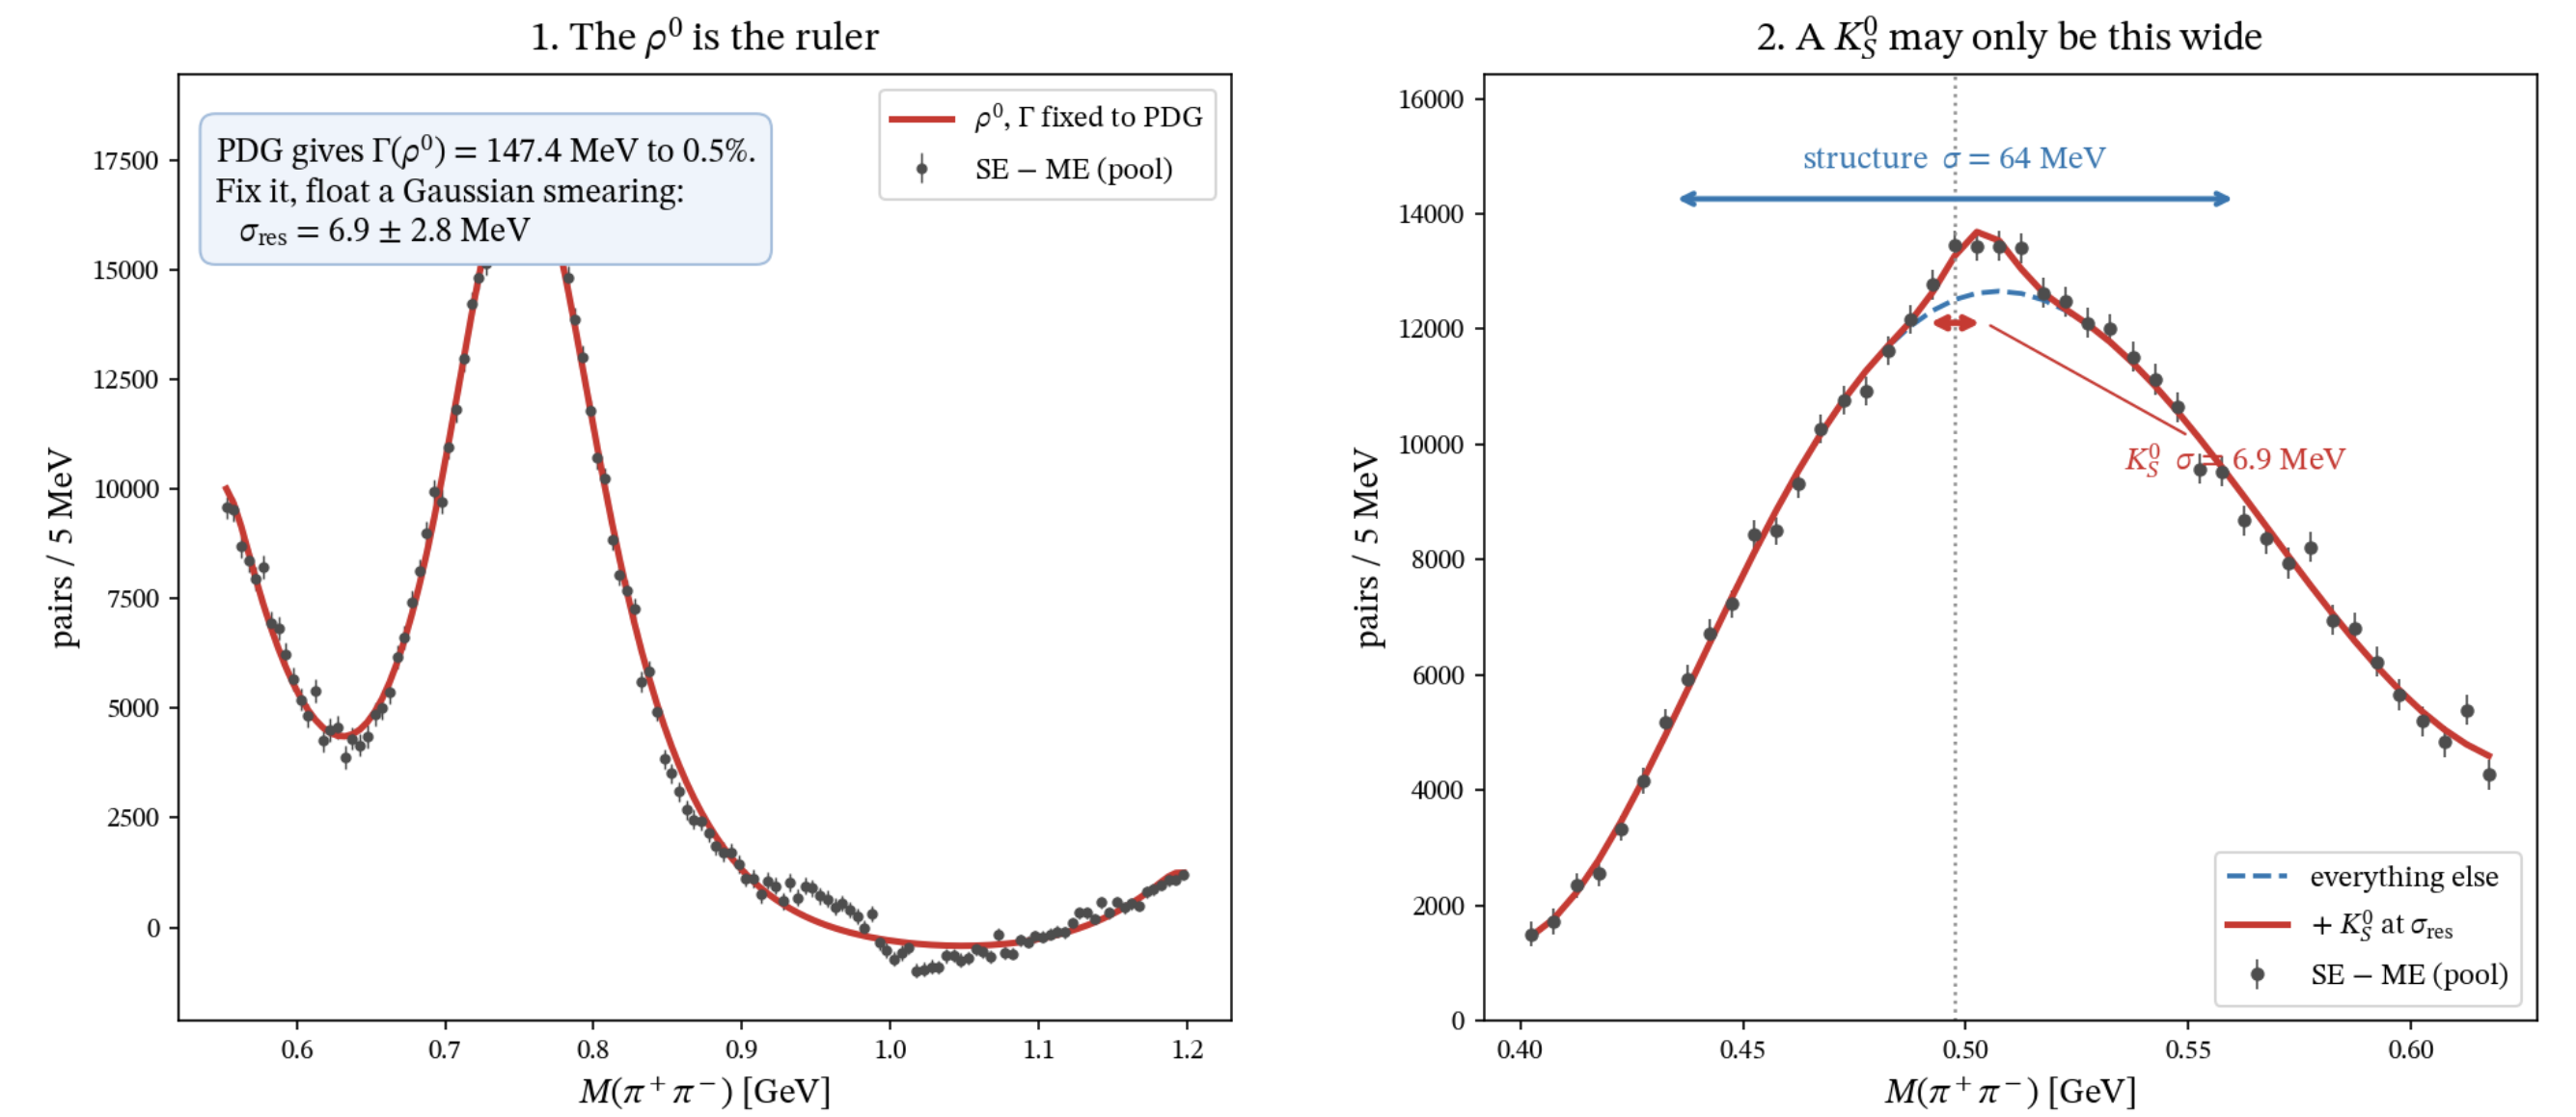 1. The ρ⁰ is the ruler
PDG gives Γ(ρ⁰) = 147.4 MeV to 0.5%.
Fix it, float a Gaussian smearing:
σres = 6.9 ± 2.8 MeV
ρ⁰, Γ fixed to PDG
SE − ME (pool)
17500
15000
12500
10000
7500
5000
2500
0
pairs / 5 MeV
0.6 0.7 0.8 0.9 1.0 1.1 1.2
M(π⁺π⁻) [GeV]
2. A K⁰S may only be this wide
structure σ = 64 MeV
K⁰S σ = 6.9 MeV
16000
14000
12000
10000
8000
6000
4000
2000
0
pairs / 5 MeV
everything else
+ K⁰S at σres
SE − ME (pool)
0.40 0.45 0.50 0.55 0.60
M(π⁺π⁻) [GeV]